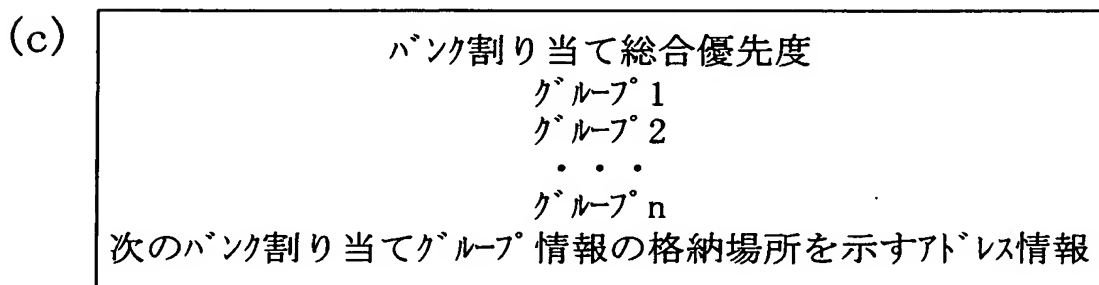 (c)
ﾊﾞﾝｸ割り当て総合優先度
ｸﾞﾙｰﾌﾟ1
ｸﾞﾙｰﾌﾟ2
・・・
ｸﾞﾙｰﾌﾟn
次のﾊﾞﾝｸ割り当てｸﾞﾙｰﾌﾟ情報の格納場所を示すｱﾄﾞﾚｽ情報